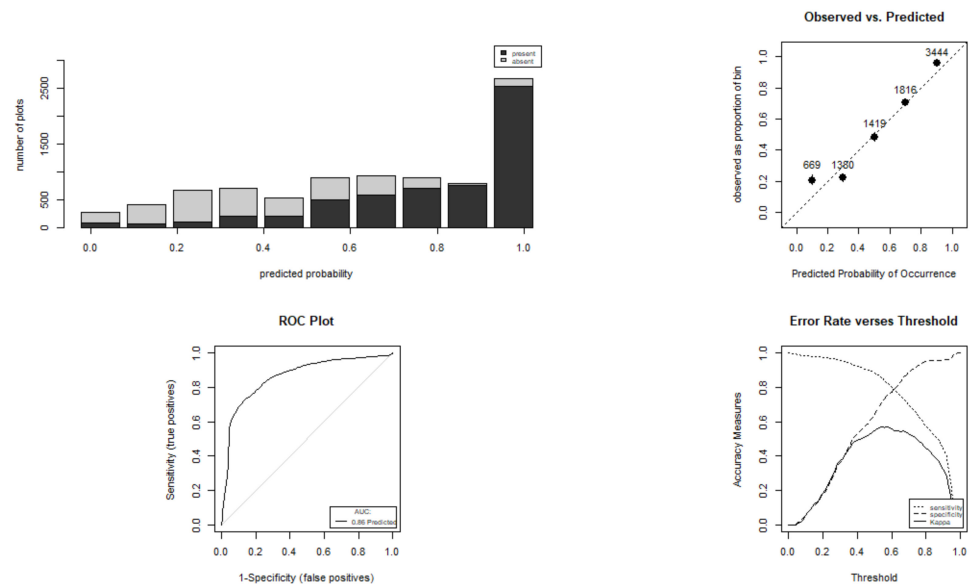 present
absent
number of plots
0
500
1500
2500
0.0 0.2 0.4 0.6 0.8 1.0
predicted probability
Observed vs. Predicted
observed as proportion of bin
0.0 0.2 0.4 0.6 0.8 1.0
669
1380
1419
1816
3444
0.0 0.2 0.4 0.6 0.8 1.0
Predicted Probability of Occurrence
ROC Plot
Sensitivity (true positives)
0.0 0.2 0.4 0.6 0.8 1.0
AUC:
0.86 Predicted
0.0 0.2 0.4 0.6 0.8 1.0
1-Specificity (false positives)
Error Rate verses Threshold
Accuracy Measures
0.0 0.2 0.4 0.6 0.8 1.0
sensitivity
specificity
Kappa
0.0 0.2 0.4 0.6 0.8 1.0
Threshold